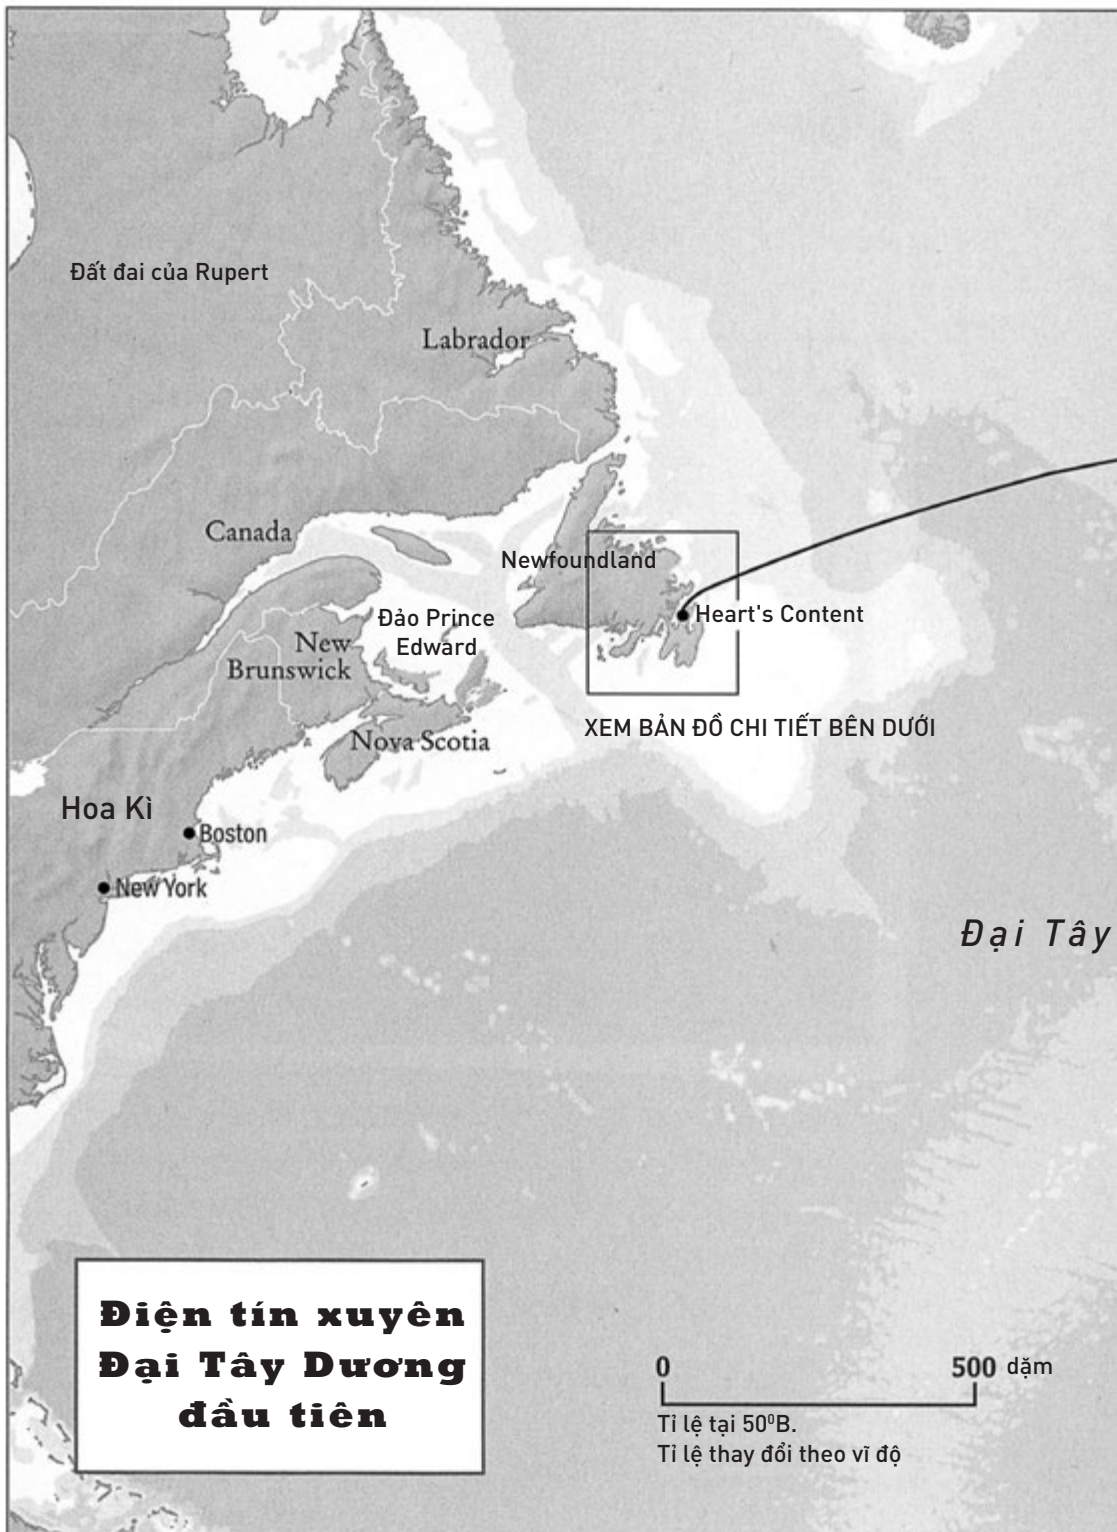 Đất đai của Rupert
Labrador
Canada
Newfoundland
Heart's Content
Đảo Prince
Edward
New
Brunswick
Nova Scotia
XEM BẢN ĐỒ CHI TIẾT BÊN DƯỚI
Hoa Kì
Boston
New York
Đại Tây
Điện tín xuyên
Đại Tây Dương
đầu tiên
0 500 dặm
Tỉ lệ tại 50⁰B.
Tỉ lệ thay đổi theo vĩ độ